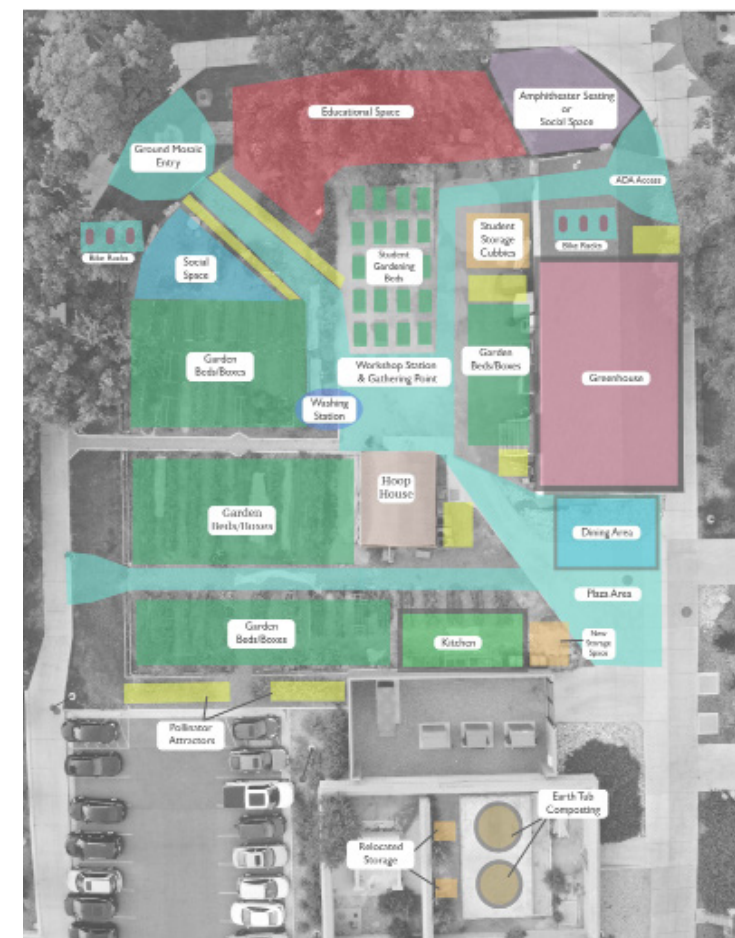 Educational Space
Amphitheater Seating
or
Social Space
Ground Mosaic
Entry
ADA Access
Bike Racks
Student
Storage
Cubbies
Bike Racks
Social
Space
Student
Gardening
Beds
Garden
Beds/Boxes
Workshop Station
& Gathering Point
Garden
Beds/Boxes
Greenhouse
Washing
Station
Hoop
House
Garden
Beds/Boxes
Dining Area
Plaza Area
Garden
Beds/Boxes
Kitchen
New
Storage
Space
Pollinator
Attractors
Earth Tub
Composting
Relocated
Storage